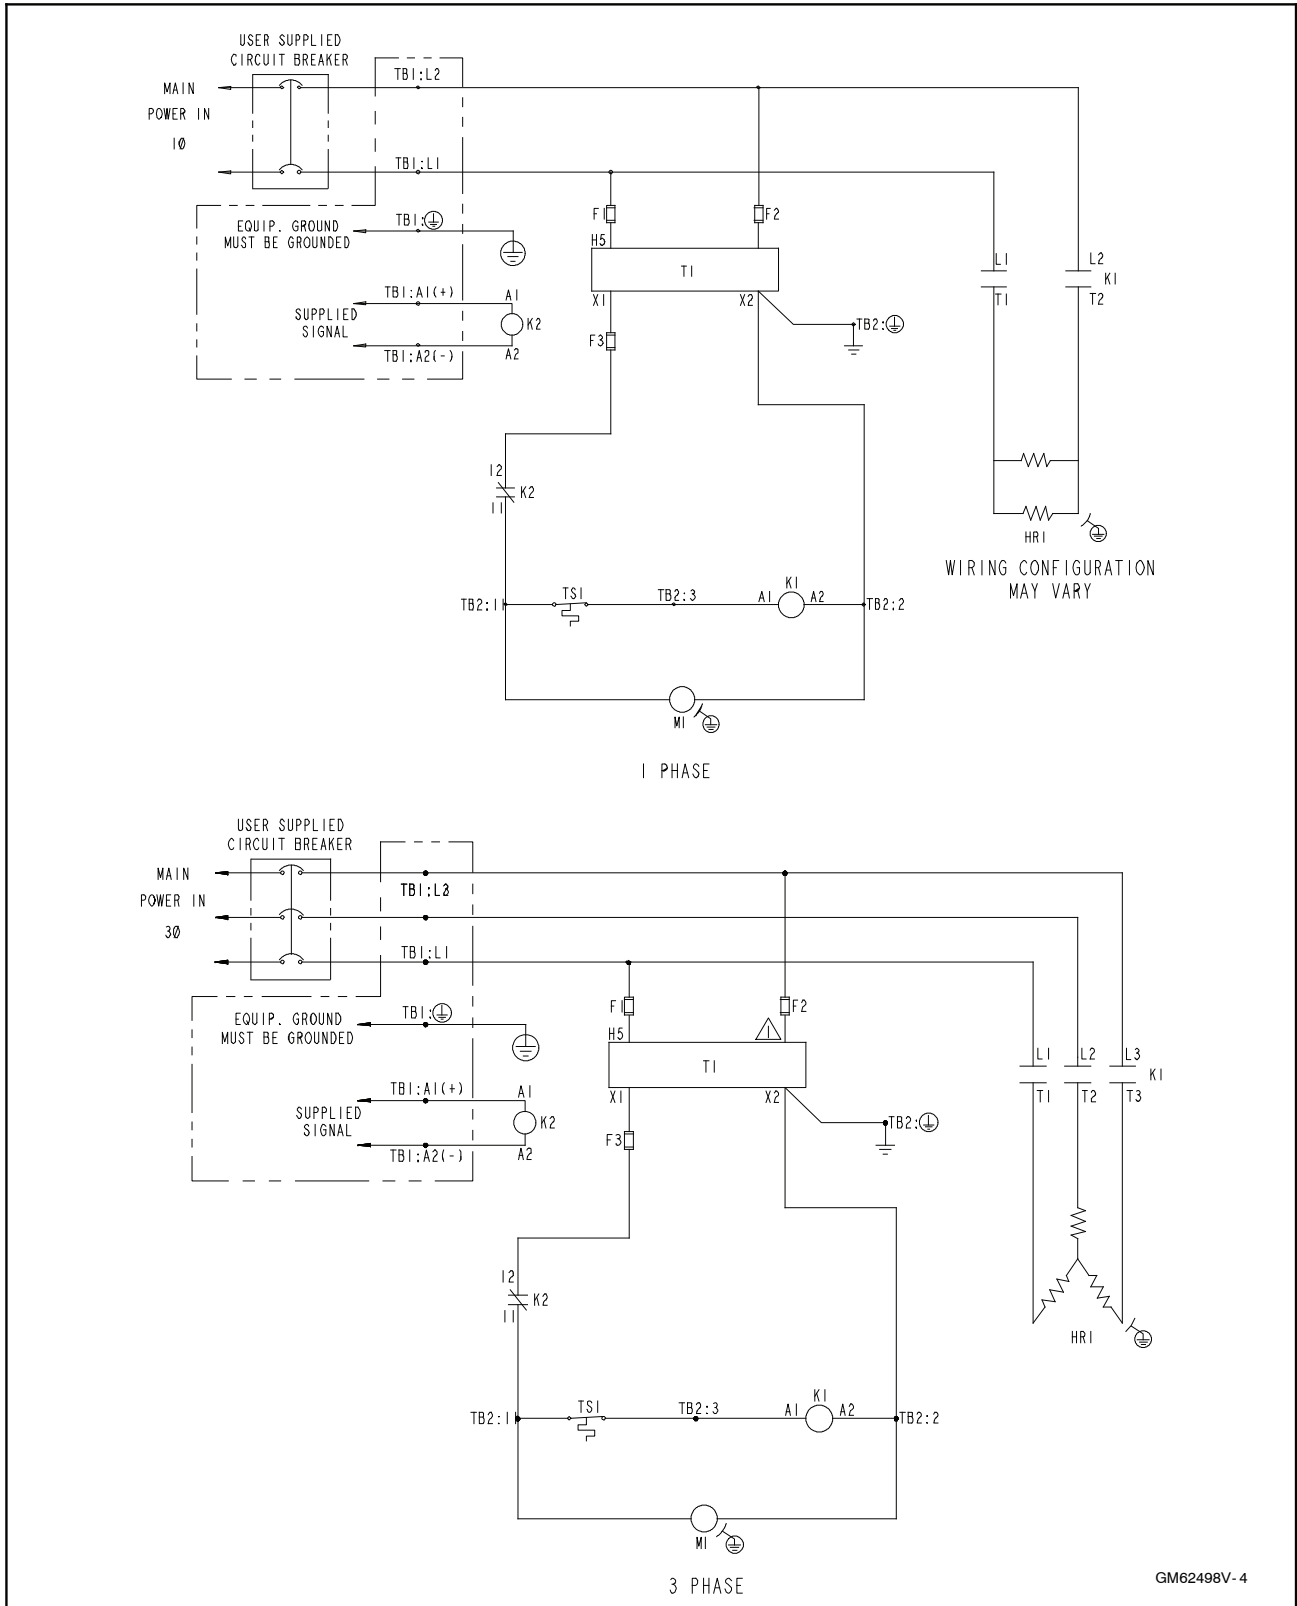 USER SUPPLIED
CIRCUIT BREAKER
MAIN
POWER IN
1Ø
TB1:L2
TB1:L1
EQUIP. GROUND
MUST BE GROUNDED
TB1:
TB1:A1(+)
SUPPLIED
SIGNAL
TB1:A2(-)
A1
K2
A2
F1
F2
H5
T1
X1
X2
F3
TB2:
L1
L2
K1
T1
T2
HR1
WIRING CONFIGURATION
MAY VARY
12
K2
11
TB2:1
TS1
TB2:3
A1
K1
A2
TB2:2
M1
1 PHASE
USER SUPPLIED
CIRCUIT BREAKER
MAIN
POWER IN
3Ø
TB1:L1
EQUIP. GROUND
MUST BE GROUNDED
TB1:
TB1:A1(+)
SUPPLIED
SIGNAL
TB1:A2(-)
A1
K2
A2
F1
F2
H5
1
T1
X1
X2
F3
TB2:
L1
L2
L3
K1
T1
T2
T3
HR1
12
K2
11
TB2:1
TS1
TB2:3
A1
K1
A2
TB2:2
M1
3 PHASE
GM62498V-4